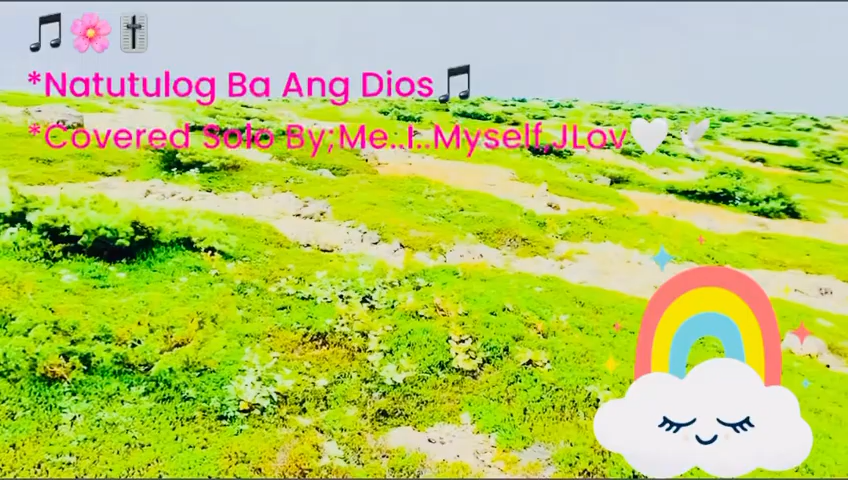 🎵🌸🎚
*Natutulog Ba Ang Dios🎵
*Covered Solo By;Me..I..Myself,JLov🤍🕊